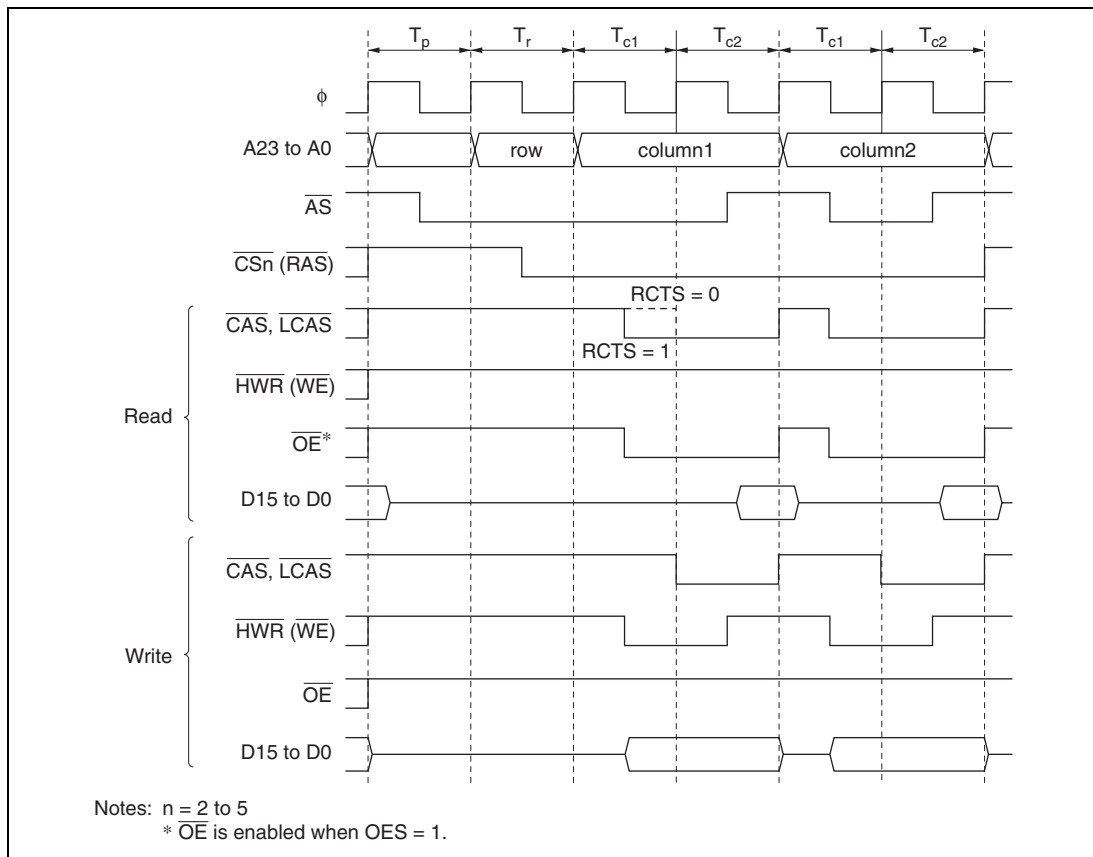 Tp Tr Tc1 Tc2 Tc1 Tc2
ϕ
A23 to A0 row column1 column2
AS
CSn (RAS)
RCTS = 0
CAS, LCAS
RCTS = 1
HWR (WE)
Read
OE*
D15 to D0
CAS, LCAS
HWR (WE)
Write
OE
D15 to D0
Notes: n = 2 to 5
* OE is enabled when OES = 1.